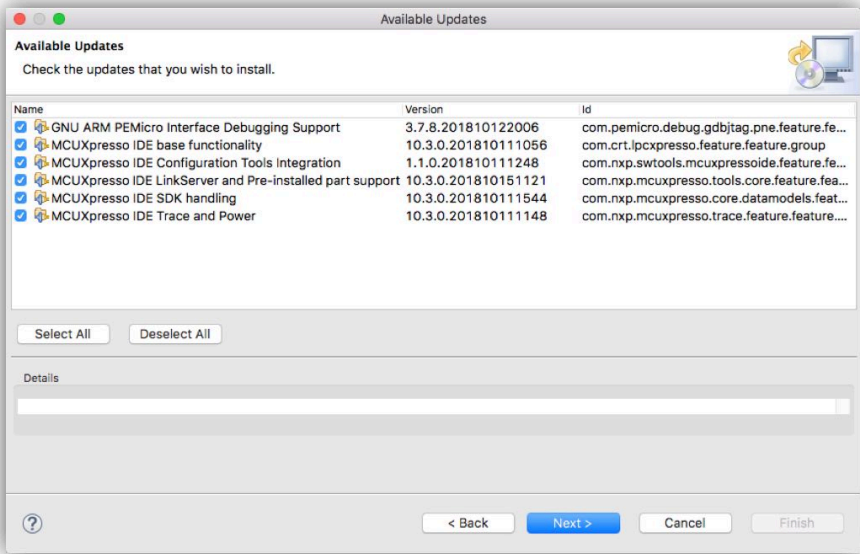 Available Updates
Available Updates
Check the updates that you wish to install.
Name Version Id
GNU ARM PEMicro Interface Debugging Support 3.7.8.201810122006 com.pemicro.debug.gdbjtag.pne.feature.fe...
MCUXpresso IDE base functionality 10.3.0.201810111056 com.crt.lpcxpresso.feature.feature.group
MCUXpresso IDE Configuration Tools Integration 1.1.0.201810111248 com.nxp.swtools.mcuxpressoide.feature.fe...
MCUXpresso IDE LinkServer and Pre-installed part support 10.3.0.201810151121 com.nxp.mcuxpresso.tools.core.feature.fea...
MCUXpresso IDE SDK handling 10.3.0.201810111544 com.nxp.mcuxpresso.core.datamodels.feat...
MCUXpresso IDE Trace and Power 10.3.0.201810111148 com.nxp.mcuxpresso.trace.feature.feature....
Select All Deselect All
Details
? < Back Next > Cancel Finish